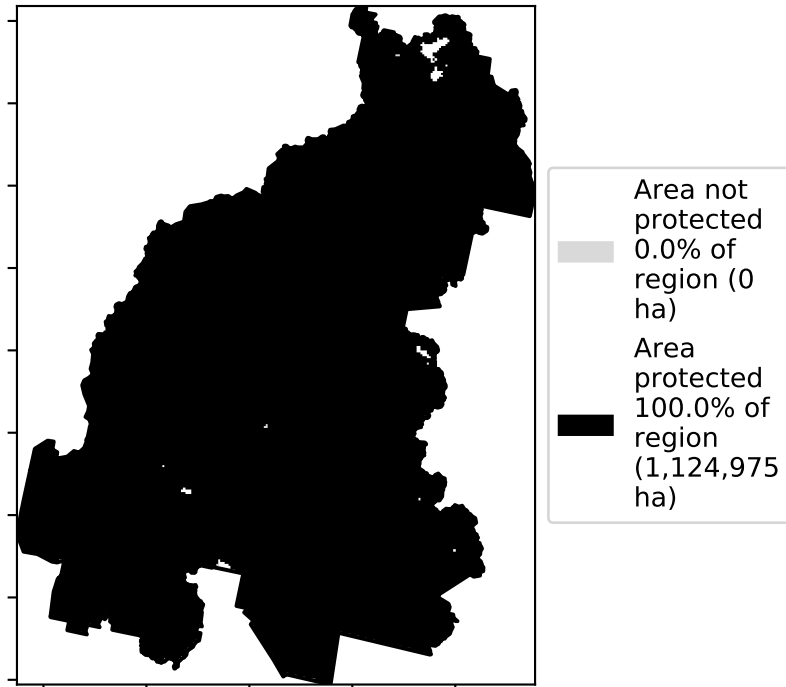 Area not
protected
0.0% of
region (0
ha)
Area
protected
100.0% of
region
(1,124,975
ha)